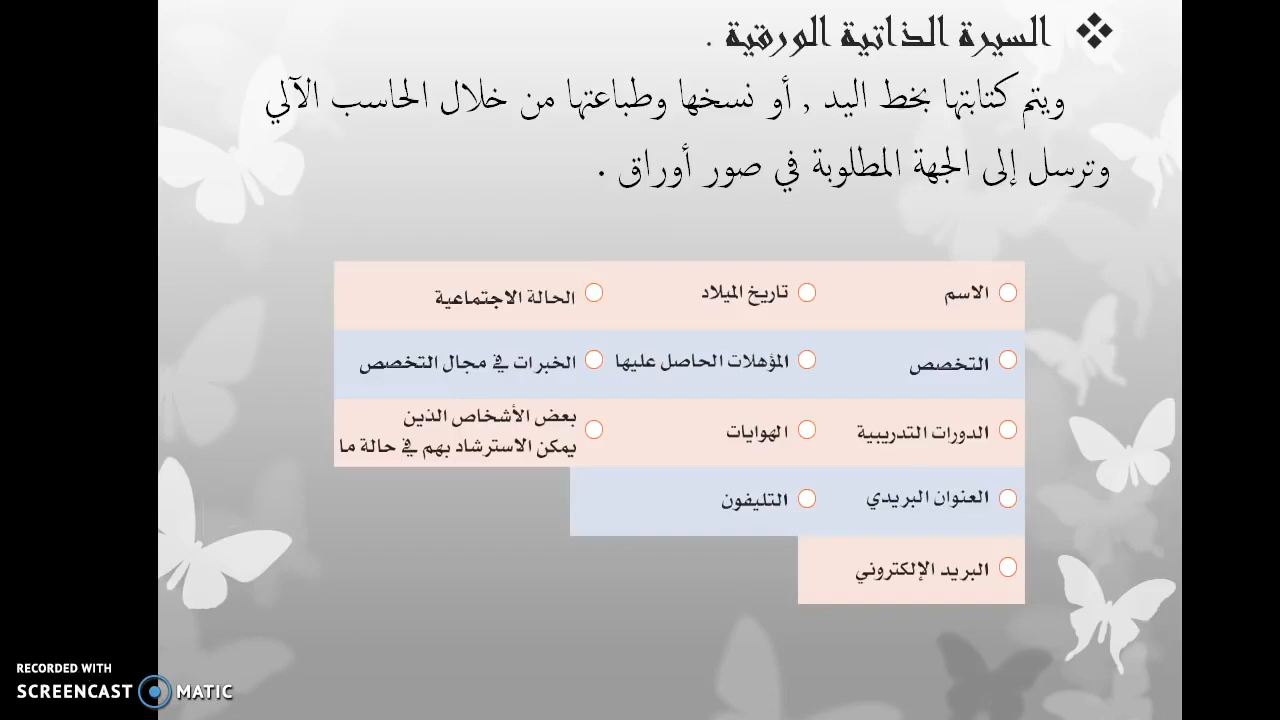 السيرة الذاتية الورقية .
ويتم كتابتها بخط اليد , أو نسخها وطباعتها من خلال الحاسب الآلي
وترسل إلى الجهة المطلوبة في صور أوراق .
الاسم تاريخ الميلاد الحالة الاجتماعية
التخصص المؤهلات الحاصل عليها الخبرات في مجال التخصص
الدورات التدريبية الهوايات بعض الأشخاص الذين
يمكن الاسترشاد بهم في حالة ما
العنوان البريدي التليفون
البريد الإلكتروني
RECORDED WITH
SCREENCAST MATIC